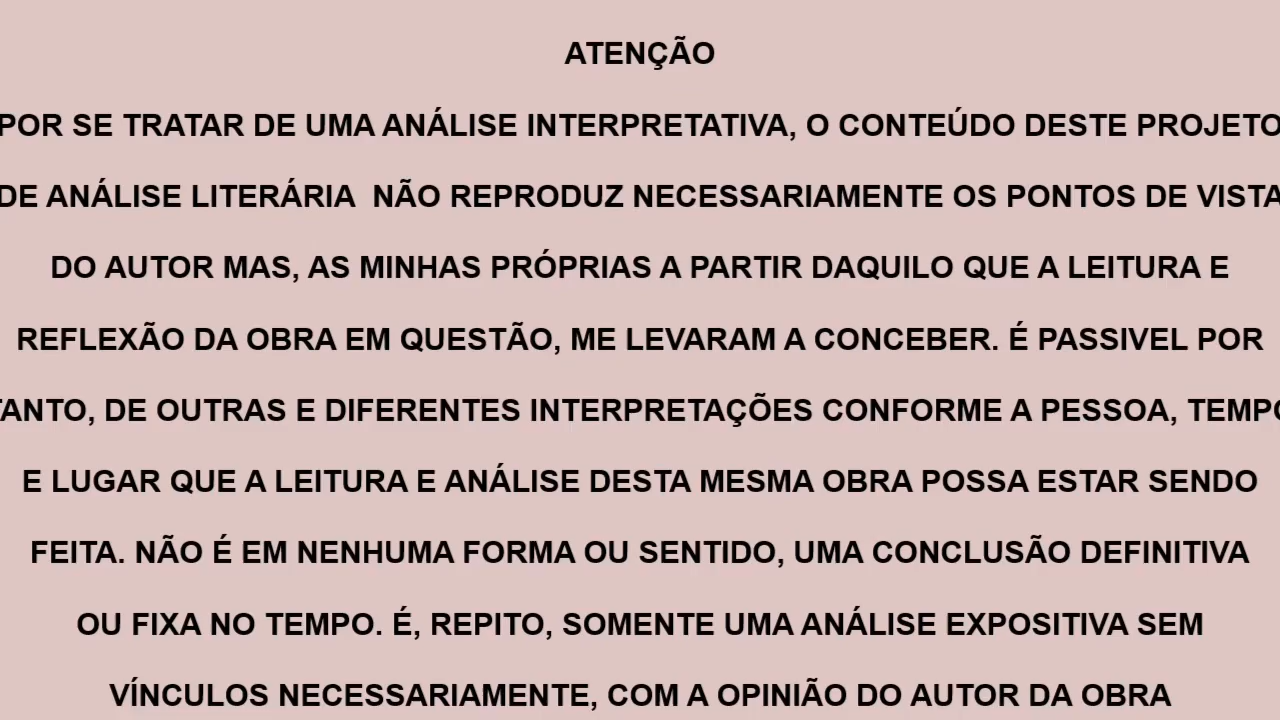 ATENÇÃO
POR SE TRATAR DE UMA ANÁLISE INTERPRETATIVA, O CONTEÚDO DESTE PROJETO
DE ANÁLISE LITERÁRIA  NÃO REPRODUZ NECESSARIAMENTE OS PONTOS DE VISTA
DO AUTOR MAS, AS MINHAS PRÓPRIAS A PARTIR DAQUILO QUE A LEITURA E
REFLEXÃO DA OBRA EM QUESTÃO, ME LEVARAM A CONCEBER. É PASSIVEL POR
TANTO, DE OUTRAS E DIFERENTES INTERPRETAÇÕES CONFORME A PESSOA, TEMPO
E LUGAR QUE A LEITURA E ANÁLISE DESTA MESMA OBRA POSSA ESTAR SENDO
FEITA. NÃO É EM NENHUMA FORMA OU SENTIDO, UMA CONCLUSÃO DEFINITIVA
OU FIXA NO TEMPO. É, REPITO, SOMENTE UMA ANÁLISE EXPOSITIVA SEM
VÍNCULOS NECESSARIAMENTE, COM A OPINIÃO DO AUTOR DA OBRA